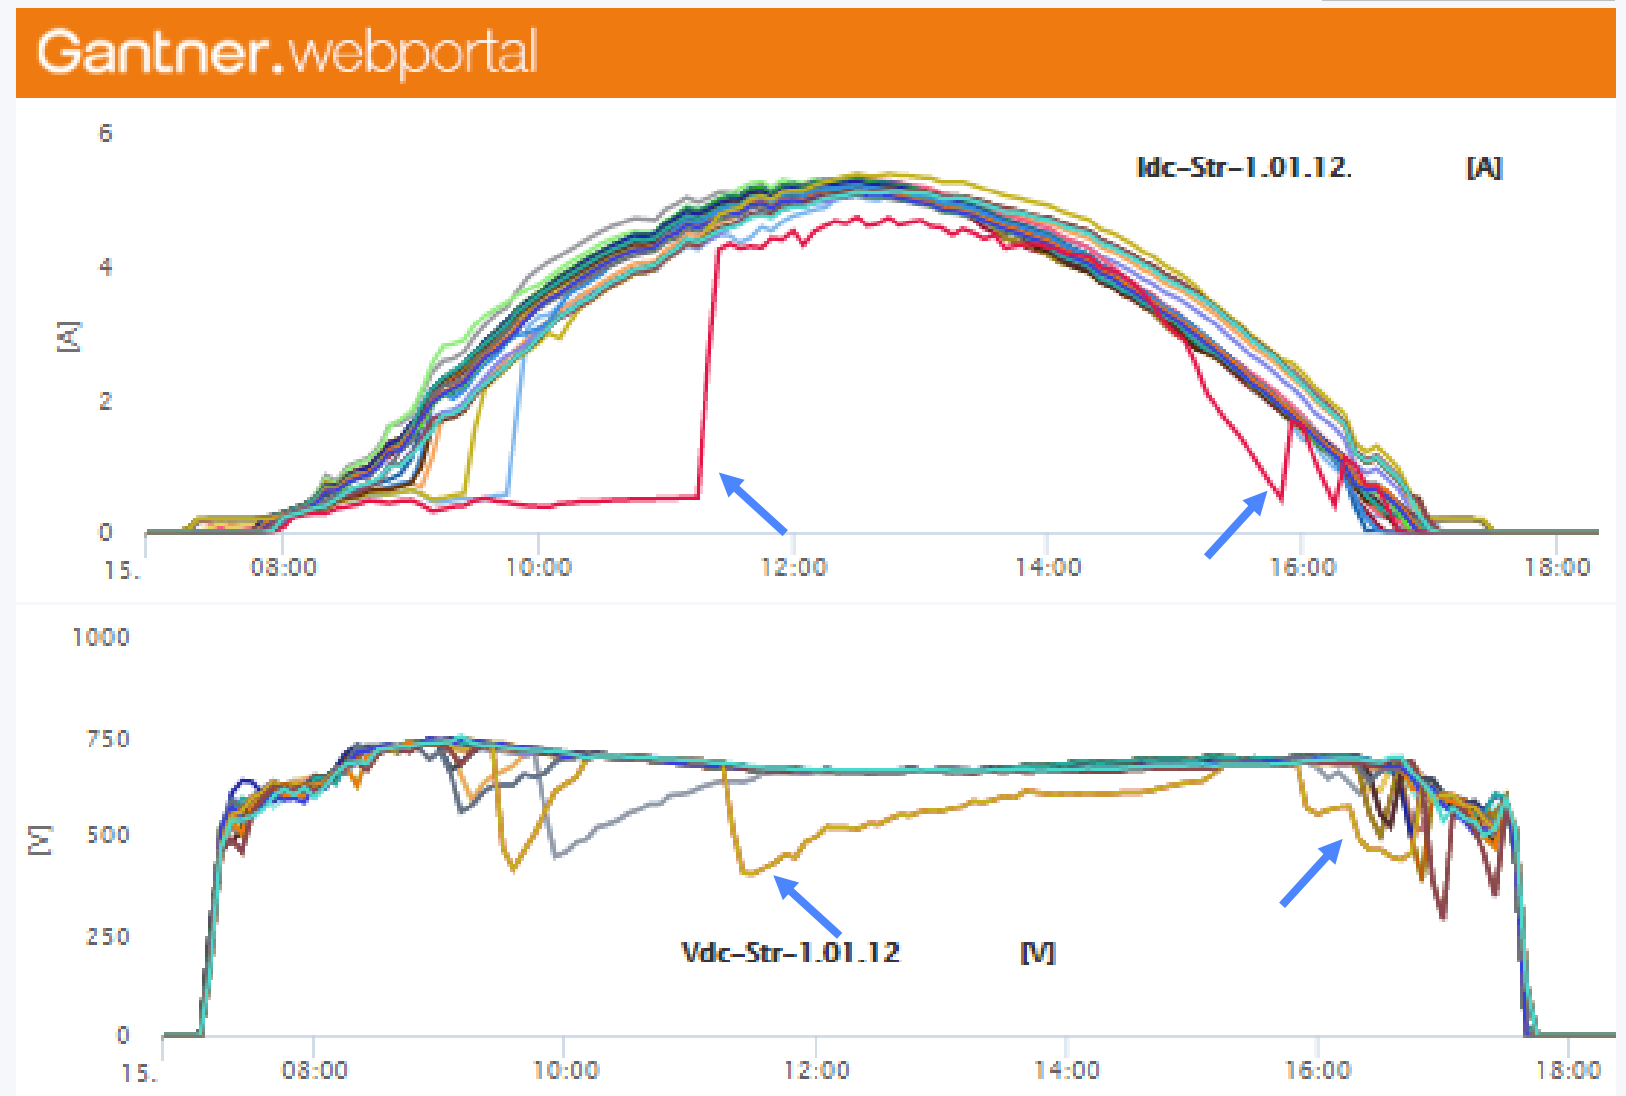 Gantner.webportal
6
Idc-Str-1.01.12. [A]
4
[A]
2
0
15. 08:00 10:00 12:00 14:00 16:00 18:00
1000
750
[V]
500
250
Vdc-Str-1.01.12 [V]
0
15. 08:00 10:00 12:00 14:00 16:00 18:00